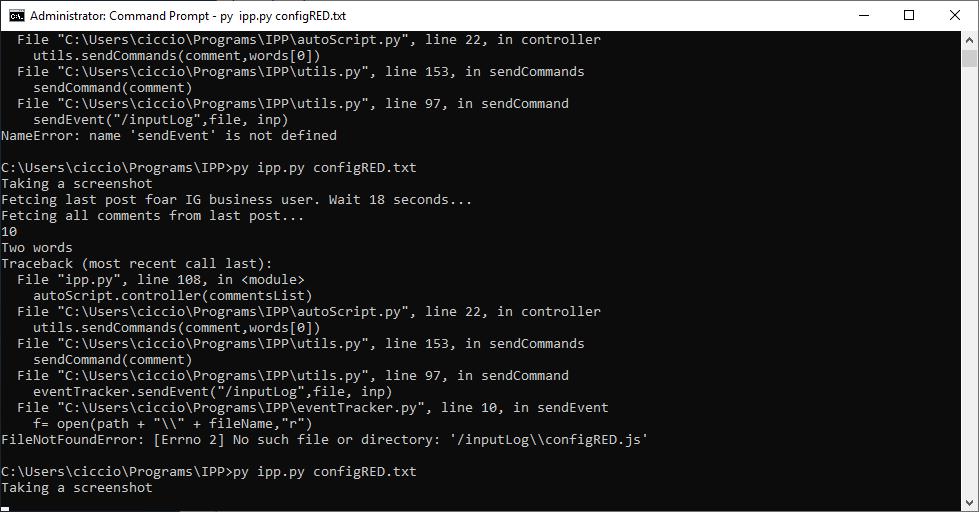 Administrator: Command Prompt - py  ipp.py configRED.txt
File "C:\Users\ciccio\Programs\IPP\autoScript.py", line 22, in controller
utils.sendCommands(comment,words[0])
File "C:\Users\ciccio\Programs\IPP\utils.py", line 153, in sendCommands
sendCommand(comment)
File "C:\Users\ciccio\Programs\IPP\utils.py", line 97, in sendCommand
sendEvent("/inputLog",file, inp)
NameError: name 'sendEvent' is not defined
C:\Users\ciccio\Programs\IPP>py ipp.py configRED.txt
Taking a screenshot
Fetcing last post foar IG business user. Wait 18 seconds...
Fetcing all comments from last post...
10
Two words
Traceback (most recent call last):
File "ipp.py", line 108, in <module>
autoScript.controller(commentsList)
File "C:\Users\ciccio\Programs\IPP\autoScript.py", line 22, in controller
utils.sendCommands(comment,words[0])
File "C:\Users\ciccio\Programs\IPP\utils.py", line 153, in sendCommands
sendCommand(comment)
File "C:\Users\ciccio\Programs\IPP\utils.py", line 97, in sendCommand
eventTracker.sendEvent("/inputLog",file, inp)
File "C:\Users\ciccio\Programs\IPP\eventTracker.py", line 10, in sendEvent
f= open(path + "\\" + fileName,"r")
FileNotFoundError: [Errno 2] No such file or directory: '/inputLog\\configRED.js'
C:\Users\ciccio\Programs\IPP>py ipp.py configRED.txt
Taking a screenshot